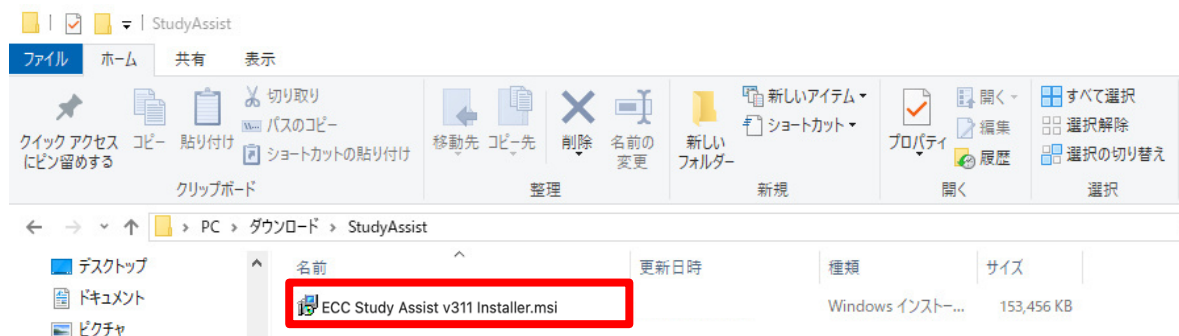 StudyAssist
ファイル ホーム 共有 表示
クイック アクセス
にピン留めする
コピー
貼り付け
切り取り
パスのコピー
ショートカットの貼り付け
クリップボード
移動先
コピー先
削除
名前の
変更
整理
新しい
フォルダー
新しいアイテム
ショートカット
新規
プロパティ
開く
編集
履歴
開く
すべて選択
選択解除
選択の切り替え
選択
PC › ダウンロード › StudyAssist
デスクトップ
ドキュメント
ピクチャ
名前 更新日時 種類 サイズ
ECC Study Assist v311 Installer.msi Windows インストー... 153,456 KB